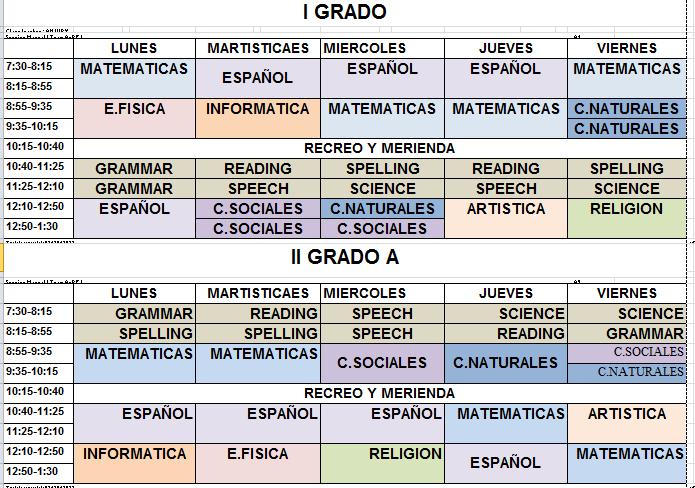 I GRADO
LUNES MARTISTICAES MIERCOLES JUEVES VIERNES
7:30-8:15 MATEMATICAS ESPAÑOL ESPAÑOL ESPAÑOL MATEMATICAS
8:15-8:55
8:55-9:35 E.FISICA INFORMATICA MATEMATICAS MATEMATICAS C.NATURALES
9:35-10:15 C.NATURALES
10:15-10:40 RECREO Y MERIENDA
10:40-11:25 GRAMMAR READING SPELLING READING SPELLING
11:25-12:10 GRAMMAR SPEECH SCIENCE SPEECH SCIENCE
12:10-12:50 ESPAÑOL C.SOCIALES C.NATURALES ARTISTICA RELIGION
12:50-1:30 C.SOCIALES C.SOCIALES
II GRADO A
LUNES MARTISTICAES MIERCOLES JUEVES VIERNES
7:30-8:15 GRAMMAR READING SPEECH SCIENCE SCIENCE
8:15-8:55 SPELLING SPELLING SPEECH READING GRAMMAR
8:55-9:35 MATEMATICAS MATEMATICAS C.SOCIALES C.NATURALES C.SOCIALES
9:35-10:15 C.NATURALES
10:15-10:40 RECREO Y MERIENDA
10:40-11:25 ESPAÑOL ESPAÑOL ESPAÑOL MATEMATICAS ARTISTICA
11:25-12:10
12:10-12:50 INFORMATICA E.FISICA RELIGION ESPAÑOL MATEMATICAS
12:50-1:30